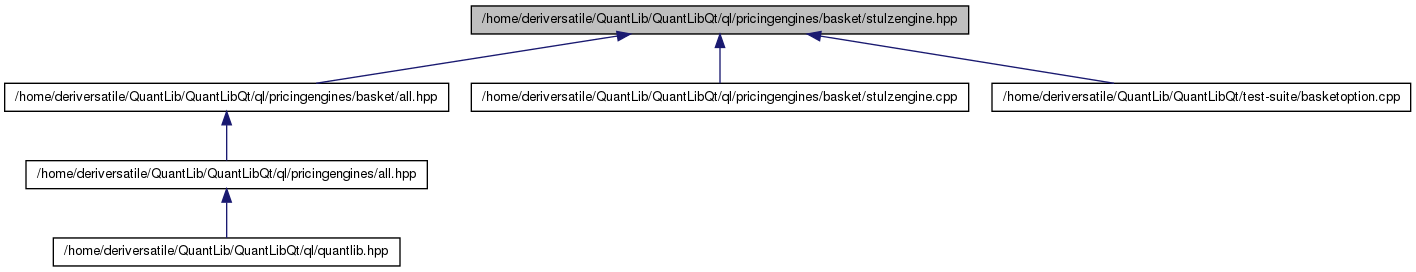 /home/deriversatile/QuantLib/QuantLibQt/ql/pricingengines/basket/stulzengine.hpp
/home/deriversatile/QuantLib/QuantLibQt/ql/pricingengines/basket/all.hpp
/home/deriversatile/QuantLib/QuantLibQt/ql/pricingengines/basket/stulzengine.cpp
/home/deriversatile/QuantLib/QuantLibQt/test-suite/basketoption.cpp
/home/deriversatile/QuantLib/QuantLibQt/ql/pricingengines/all.hpp
/home/deriversatile/QuantLib/QuantLibQt/ql/quantlib.hpp